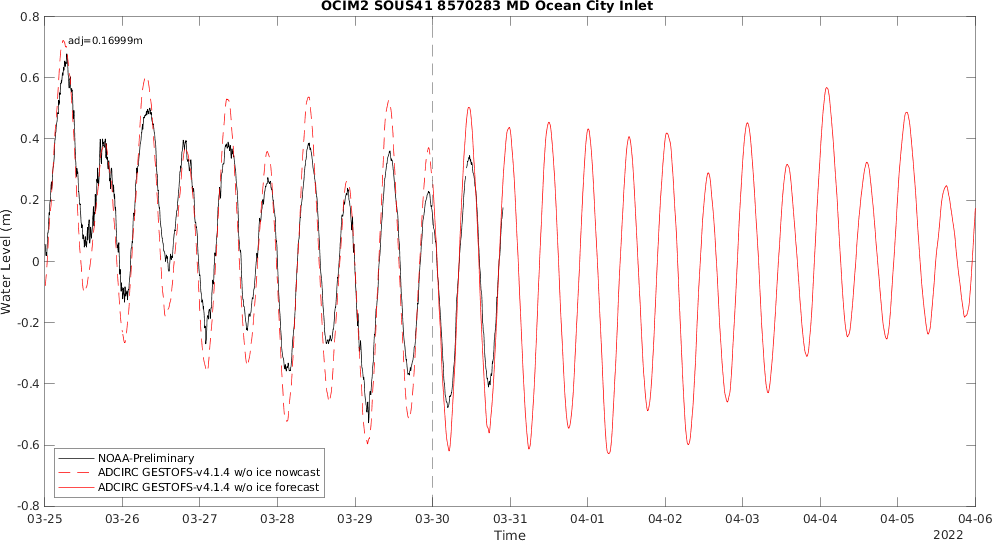 OCIM2 SOUS41 8570283 MD Ocean City Inlet
adj=0.16999m
0.8
0.6
0.4
0.2
0
-0.2
-0.4
-0.6
-0.8
Water Level (m)
NOAA-Preliminary
ADCIRC GESTOFS-v4.1.4 w/o ice nowcast
ADCIRC GESTOFS-v4.1.4 w/o ice forecast
03-25 03-26 03-27 03-28 03-29 03-30 03-31 04-01 04-02 04-03 04-04 04-05 04-06
Time
2022